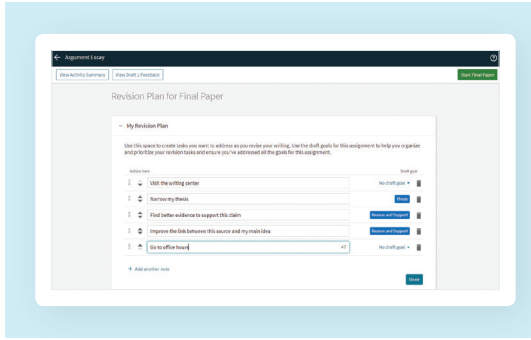 Argument Essay
View Activity Summary
View Draft 1 Feedback
Start Final Paper
Revision Plan for Final Paper
My Revision Plan
Use this space to create tasks you want to address as you revise your writing. Use the draft goals for this assignment to help you organize
and prioritize your revision tasks and ensure you've addressed all the goals for this assignment.
Action item Draft goal
Visit the writing center No draft goal
Narrow my thesis Thesis
Find better evidence to support this claim Reason and Support
Improve the link between this source and my main idea Reason and Support
Go to office hours 47 No draft goal
+ Add another row